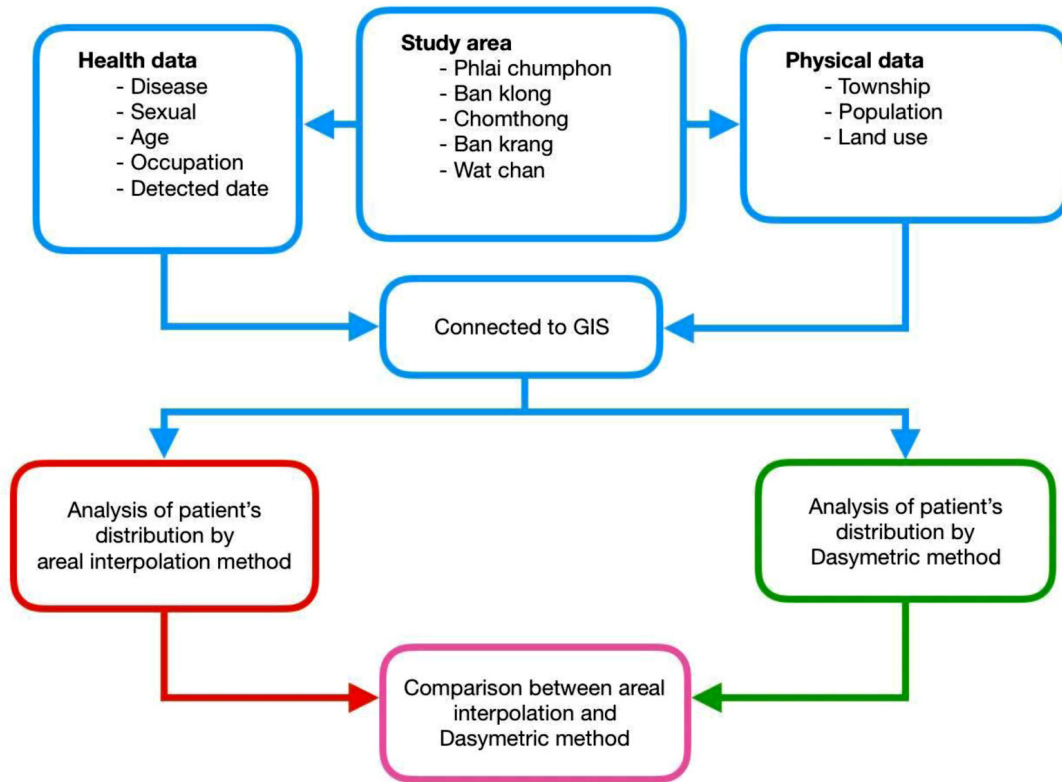 Health data
- Disease
- Sexual
- Age
- Occupation
- Detected date
Study area
- Phlai chumphon
- Ban klong
- Chomthong
- Ban krang
- Wat chan
Physical data
- Township
- Population
- Land use
Connected to GIS
Analysis of patient's
distribution by
areal interpolation method
Analysis of patient's
distribution by
Dasymetric method
Comparison between areal
interpolation and
Dasymetric method